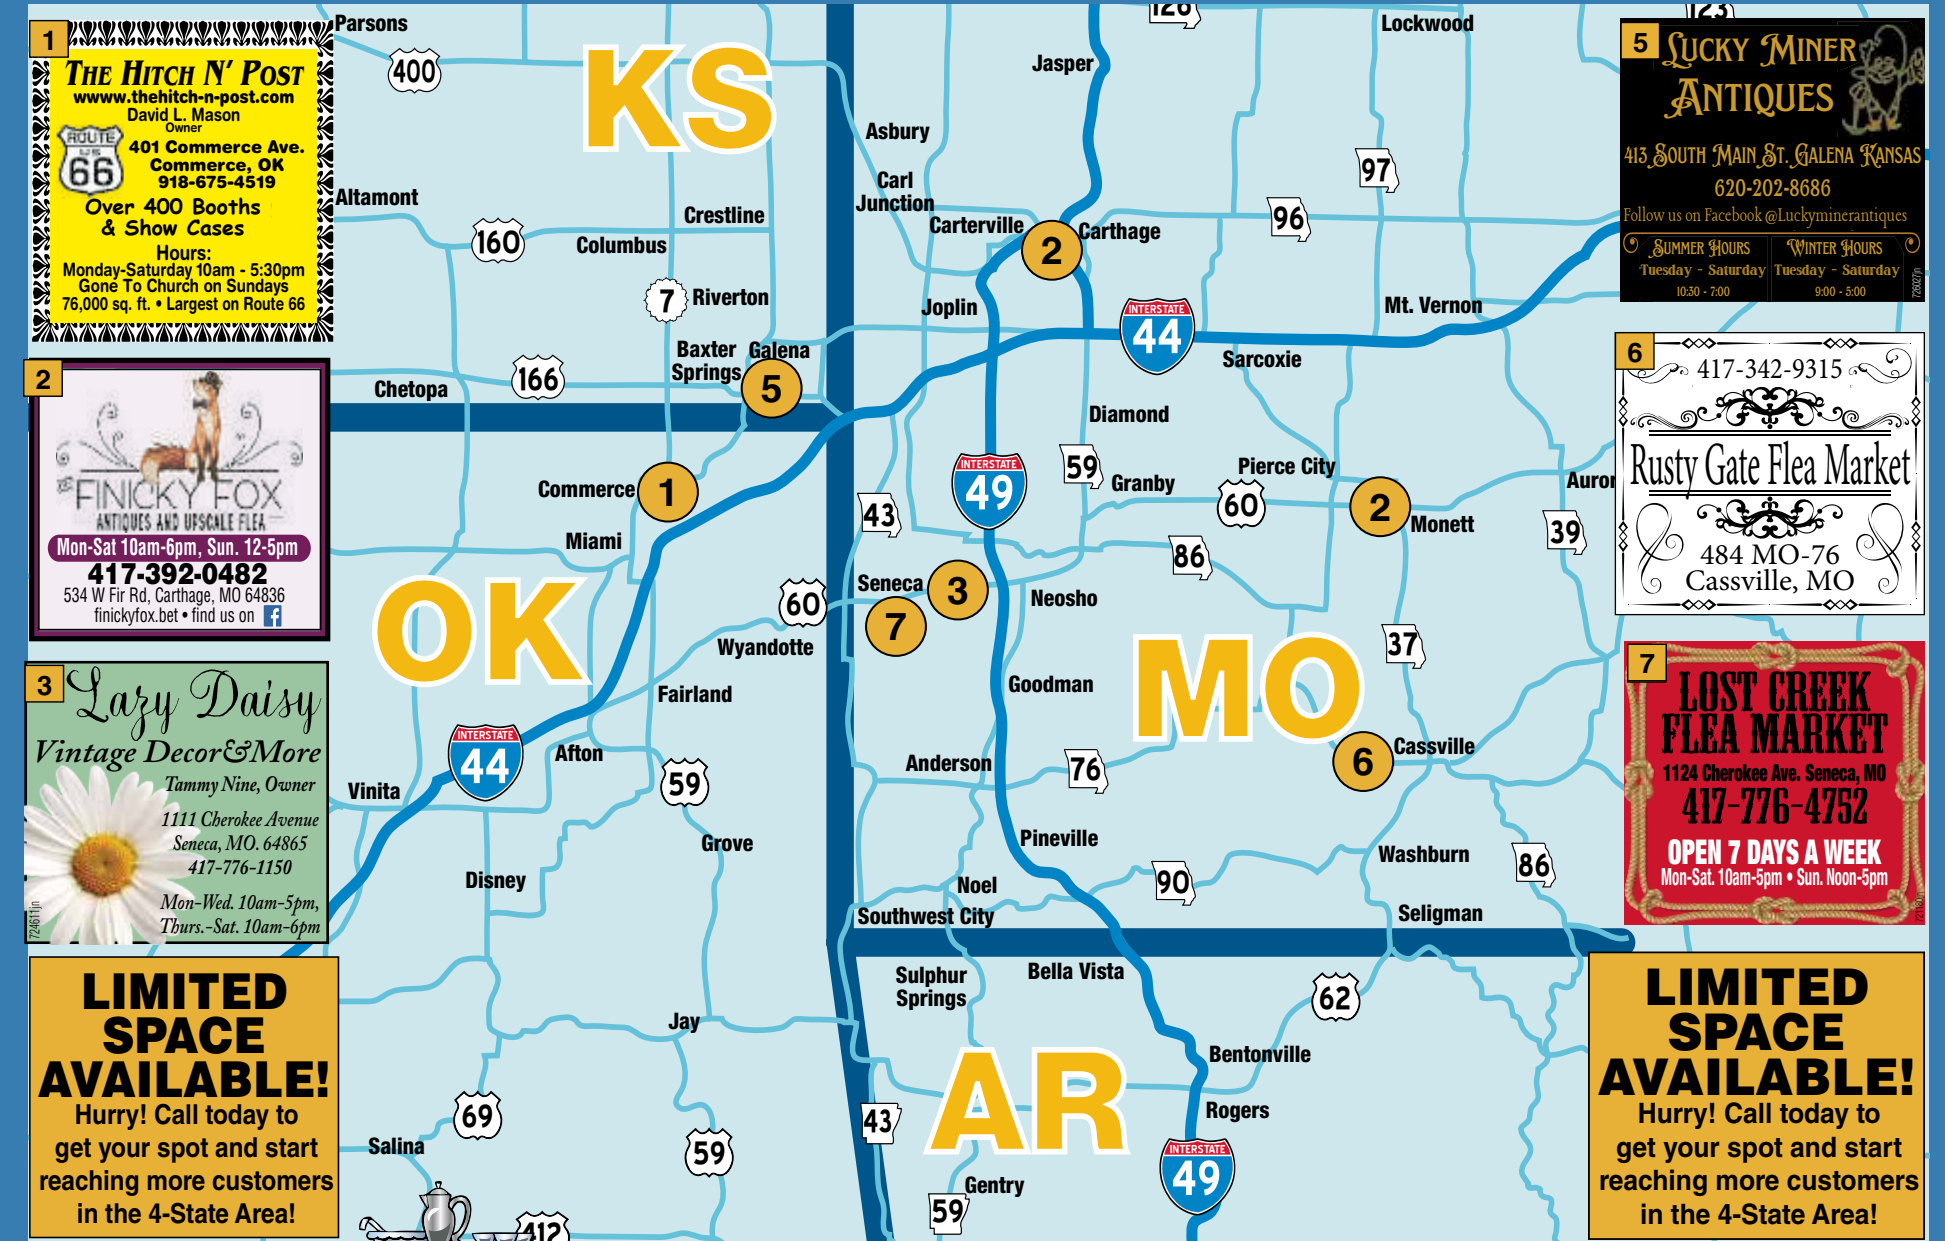 1
THE HITCH N' POST
wwww.thehitch-n-post.com
David L. Mason
Owner
ROUTE
US
66
401 Commerce Ave.
Commerce, OK
918-675-4519
Over 400 Booths
& Show Cases
Hours:
Monday-Saturday 10am - 5:30pm
Gone To Church on Sundays
76,000 sq. ft. • Largest on Route 66
2
THE
FINICKY FOX
ANTIQUES AND UPSCALE FLEA
Mon-Sat 10am-6pm, Sun. 12-5pm
417-392-0482
534 W Fir Rd, Carthage, MO 64836
finickyfox.bet • find us on f
3
Lazy Daisy
Vintage Decor&More
Tammy Nine, Owner
1111 Cherokee Avenue
Seneca, MO. 64865
417-776-1150
Mon-Wed. 10am-5pm,
Thurs.-Sat. 10am-6pm
724611jn
LIMITED
SPACE
AVAILABLE!
Hurry! Call today to
get your spot and start
reaching more customers
in the 4-State Area!
Parsons
400
KS
Altamont
160
Columbus
Crestline
7
Riverton
Baxter
Springs
Galena
5
166
Chetopa
Commerce
1
Miami
OK
60
Wyandotte
Fairland
INTERSTATE
44
Afton
59
Vinita
Grove
Disney
Jay
69
Salina
59
412
126
Lockwood
123
Jasper
Asbury
Carl
Junction
97
96
Carterville
2
Carthage
Joplin
INTERSTATE
44
Mt. Vernon
Sarcoxie
Diamond
59
INTERSTATE
49
Granby
Pierce City
60
2
Monett
Auror
43
39
86
Seneca
3
7
Neosho
37
MO
Goodman
6
Cassville
Anderson
76
Pineville
Washburn
86
Noel
90
Southwest City
Seligman
Sulphur
Springs
Bella Vista
62
Bentonville
AR
43
Rogers
INTERSTATE
49
Gentry
59
5
LUCKY MINER
ANTIQUES
413 SOUTH MAIN ST. GALENA KANSAS
620-202-8686
Follow us on Facebook @Luckyminerantiques
SUMMER HOURS
Tuesday - Saturday
10:30 - 7:00
WINTER HOURS
Tuesday - Saturday
9:00 - 5:00
726027jn
6
417-342-9315
Rusty Gate Flea Market
484 MO-76
Cassville, MO
7
LOST CREEK
FLEA MARKET
1124 Cherokee Ave. Seneca, MO
417-776-4752
OPEN 7 DAYS A WEEK
Mon-Sat. 10am-5pm • Sun. Noon-5pm
LIMITED
SPACE
AVAILABLE!
Hurry! Call today to
get your spot and start
reaching more customers
in the 4-State Area!